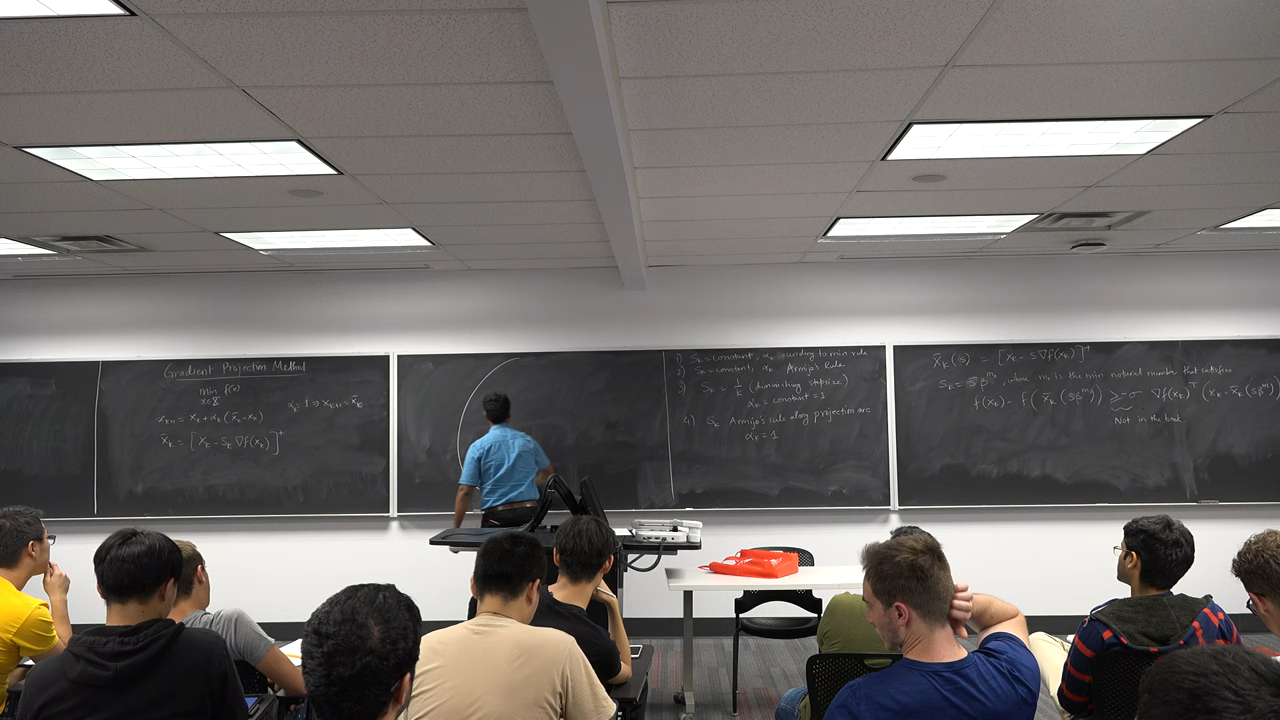 Gradient Projection Method
min f(x)
x∈X
x_{k+1} = x_k + α_k (x̄_k - x_k)
α_k = 1 ⇒ x_{k+1} = x̄_k
x̄_k = [x_k - s_k ∇f(x_k)]^+
1) s_k = constant, α_k according to min rule
2) s_k = constant, α_k Armijo's Rule
3) s_k = 1/k (diminishing stepsize)
α_k = constant = 1
4) s_k Armijo's rule along projection arc
α_k = 1
x̄_k(s) = [x_k - s∇f(x_k)]^+
s_k = s̄β^{m_k}, where m_k is the min natural number that satisfies
f(x_k) - f(x̄_k(s̄β^{m_k})) ≥ -σ ∇f(x_k)^T (x_k - x̄_k(s̄β^{m_k}))
Not in the book